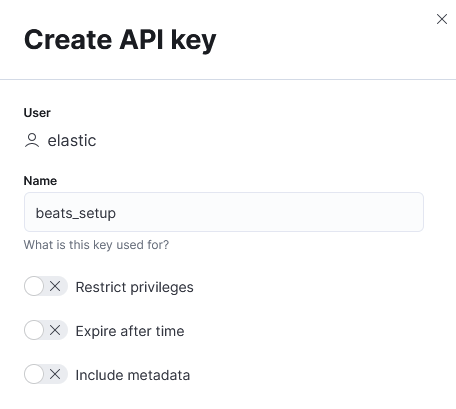 Create API key
User
elastic
Name
beats_setup
What is this key used for?
Restrict privileges
Expire after time
Include metadata